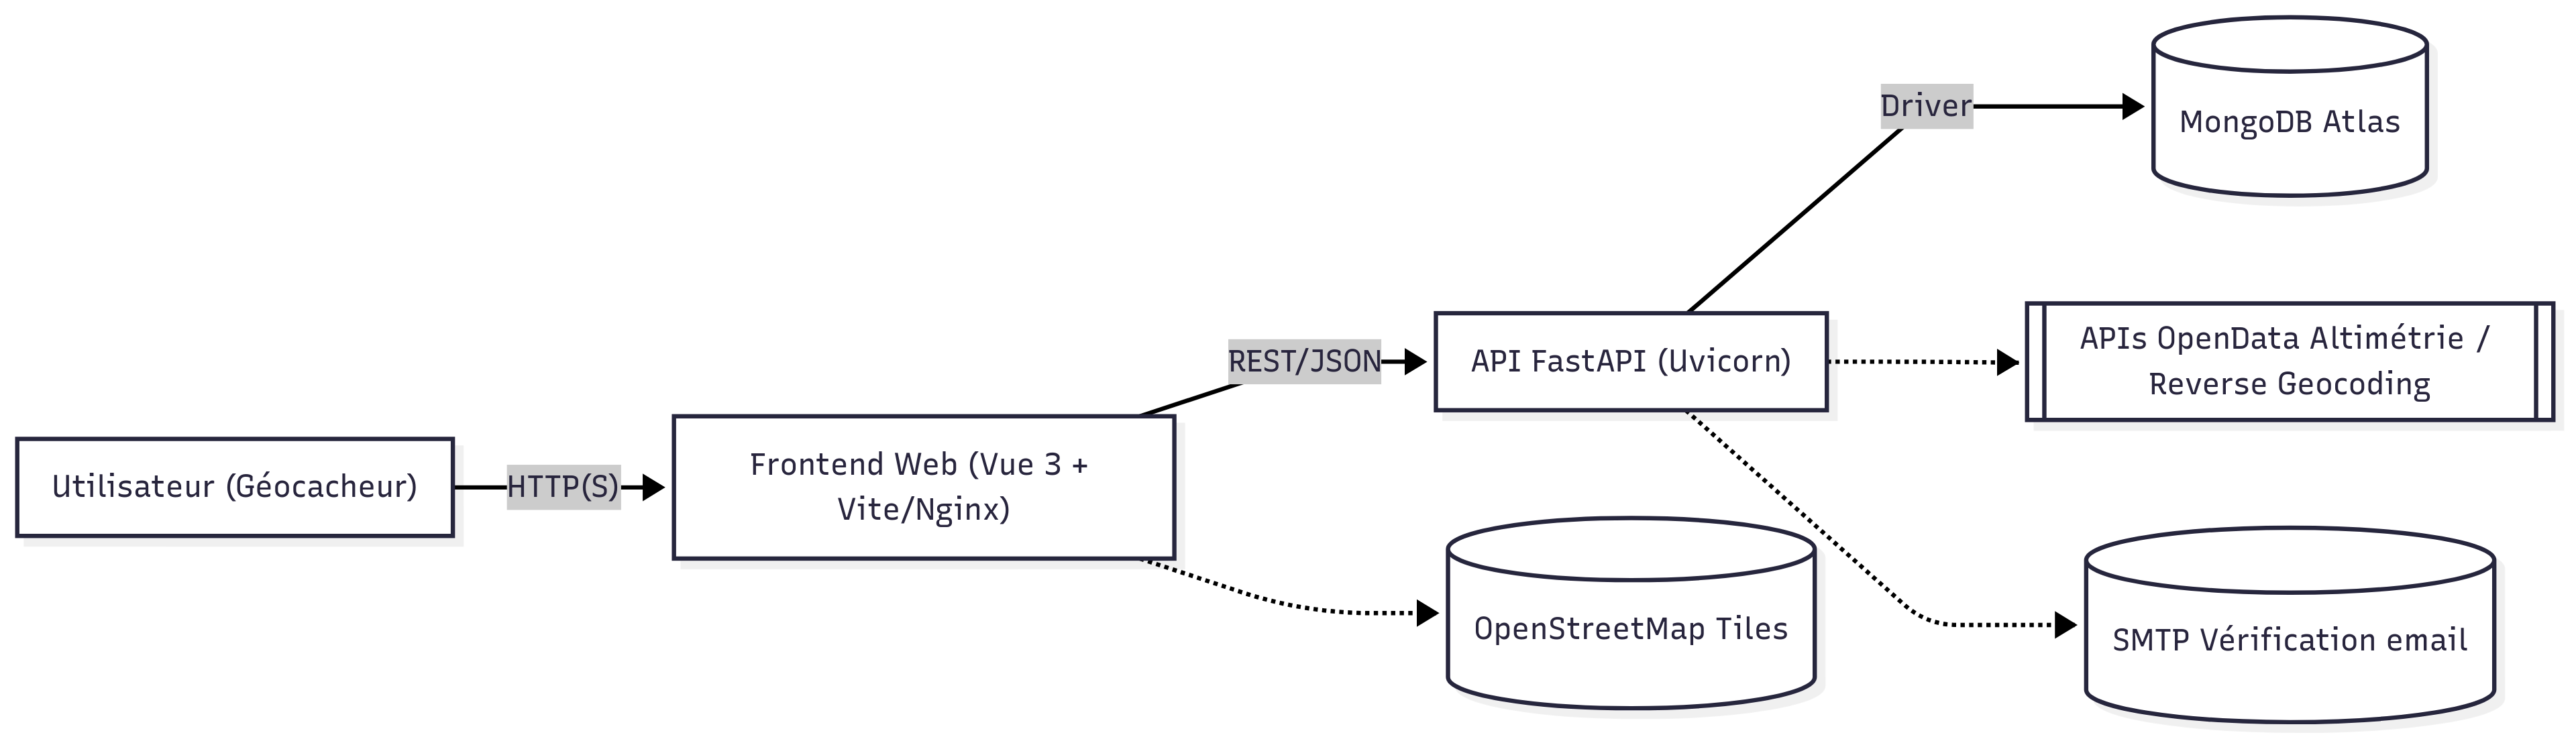 Utilisateur (Géocacheur)
HTTP(S)
Frontend Web (Vue 3 +
Vite/Nginx)
REST/JSON
API FastAPI (Uvicorn)
OpenStreetMap Tiles
Driver
MongoDB Atlas
APIs OpenData Altimétrie /
Reverse Geocoding
SMTP Vérification email